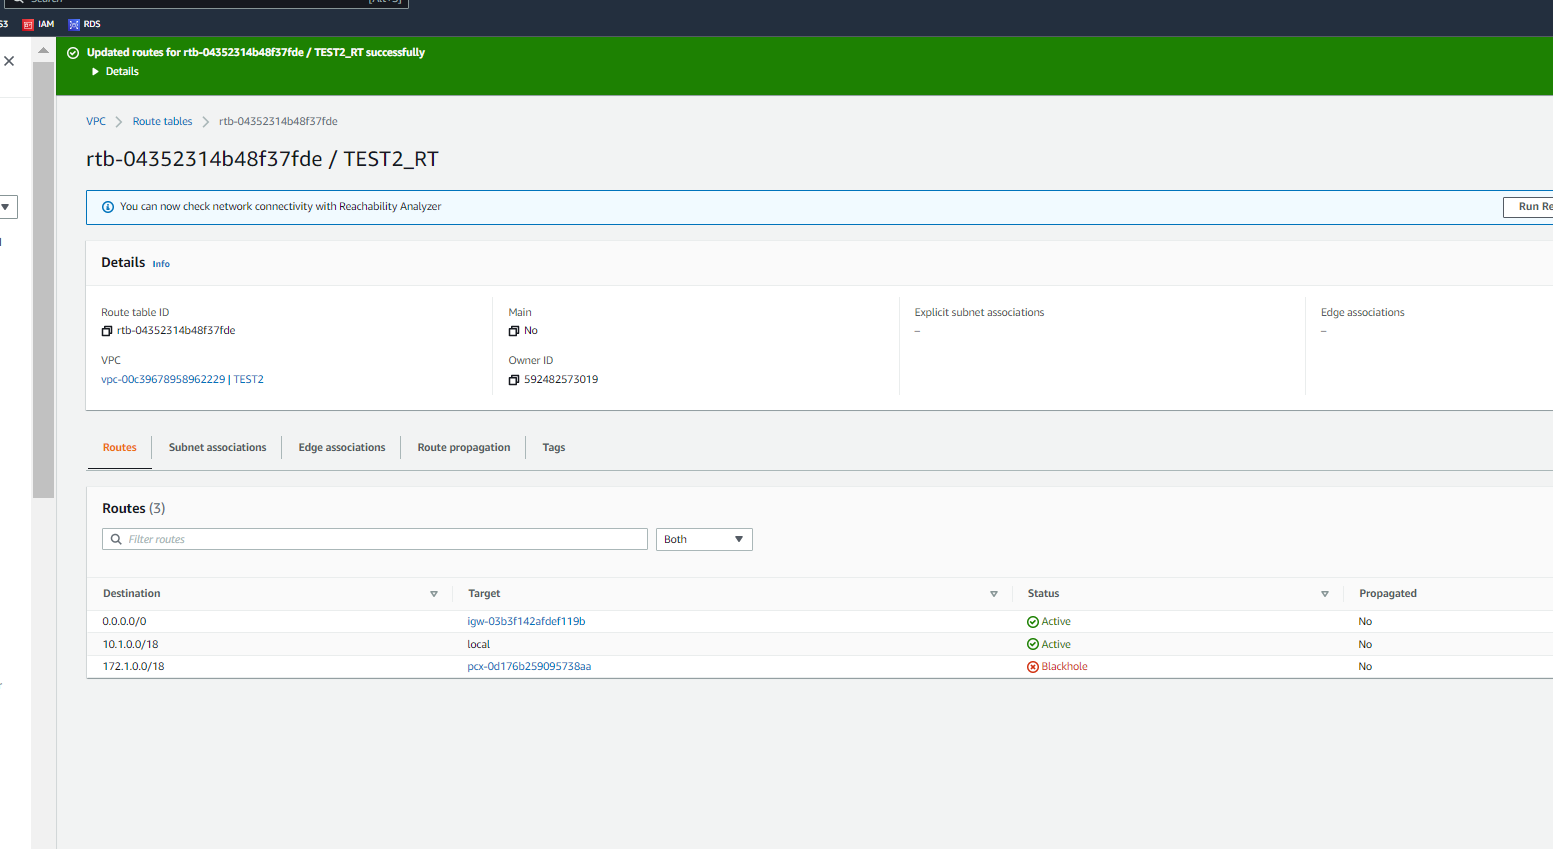 S3 IAM RDS
Updated routes for rtb-04352314b48f37fde / TEST2_RT successfully
Details
VPC Route tables rtb-04352314b48f37fde
rtb-04352314b48f37fde / TEST2_RT
You can now check network connectivity with Reachability Analyzer
Run Re
Details Info
Route table ID
rtb-04352314b48f37fde
VPC
vpc-00c39678958962229 | TEST2
Main
No
Owner ID
592482573019
Explicit subnet associations
–
Edge associations
–
Routes Subnet associations Edge associations Route propagation Tags
Routes (3)
Filter routes Both
Destination Target Status Propagated
0.0.0.0/0 igw-03b3f142afdef119b Active No
10.1.0.0/18 local Active No
172.1.0.0/18 pcx-0d176b259095738aa Blackhole No